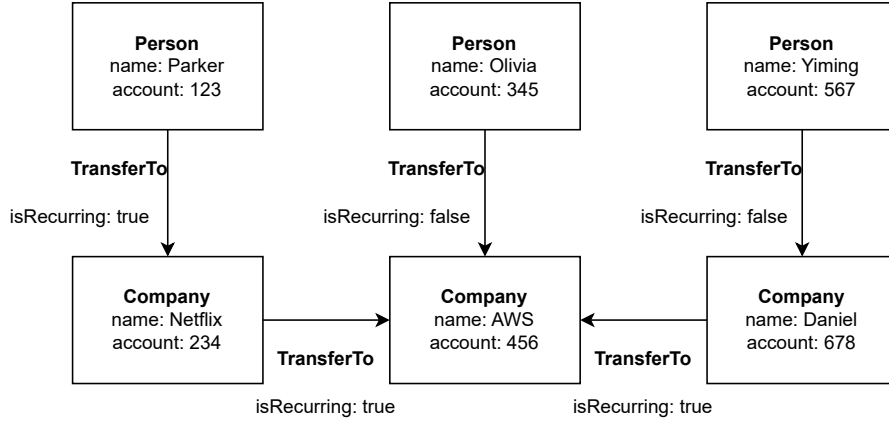 Person
name: Parker
account: 123
Person
name: Olivia
account: 345
Person
name: Yiming
account: 567
TransferTo
isRecurring: true
TransferTo
isRecurring: false
TransferTo
isRecurring: false
Company
name: Netflix
account: 234
TransferTo
isRecurring: true
Company
name: AWS
account: 456
TransferTo
isRecurring: true
Company
name: Daniel
account: 678